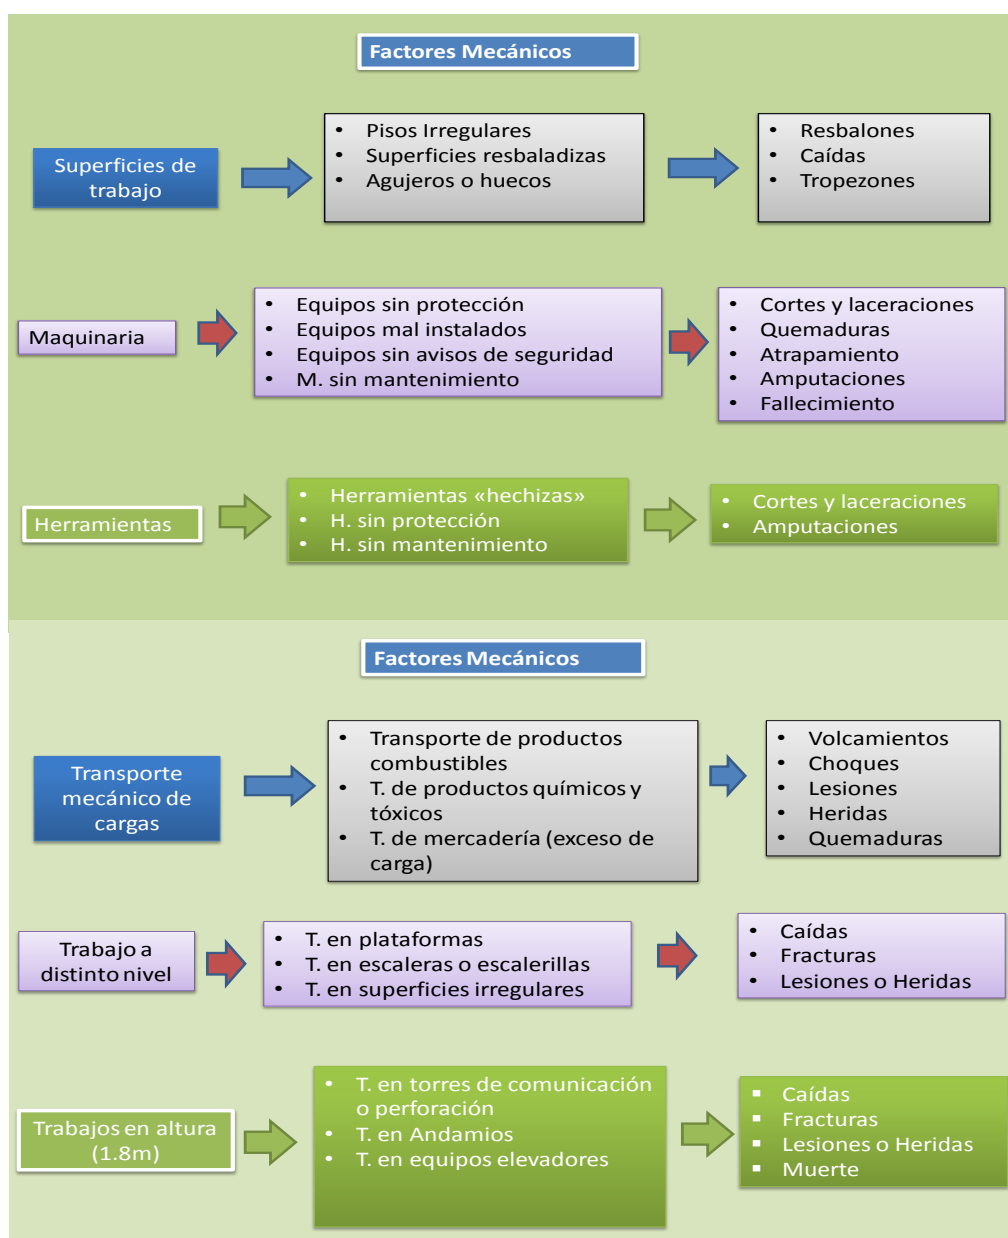 Factores Mecánicos
Superficies de
trabajo
• Pisos Irregulares
• Superficies resbaladizas
• Agujeros o huecos
• Resbalones
• Caídas
• Tropezones
Maquinaria
• Equipos sin protección
• Equipos mal instalados
• Equipos sin avisos de seguridad
• M. sin mantenimiento
• Cortes y laceraciones
• Quemaduras
• Atrapamiento
• Amputaciones
• Fallecimiento
Herramientas
• Herramientas «hechizas»
• H. sin protección
• H. sin mantenimiento
• Cortes y laceraciones
• Amputaciones
Factores Mecánicos
Transporte
mecánico de
cargas
• Transporte de productos
combustibles
• T. de productos químicos y
tóxicos
• T. de mercadería (exceso de
carga)
• Volcamientos
• Choques
• Lesiones
• Heridas
• Quemaduras
Trabajo a
distinto nivel
• T. en plataformas
• T. en escaleras o escalerillas
• T. en superficies irregulares
• Caídas
• Fracturas
• Lesiones o Heridas
Trabajos en altura
(1.8m)
• T. en torres de comunicación
o perforación
• T. en Andamios
• T. en equipos elevadores
▪ Caídas
▪ Fracturas
▪ Lesiones o Heridas
▪ Muerte